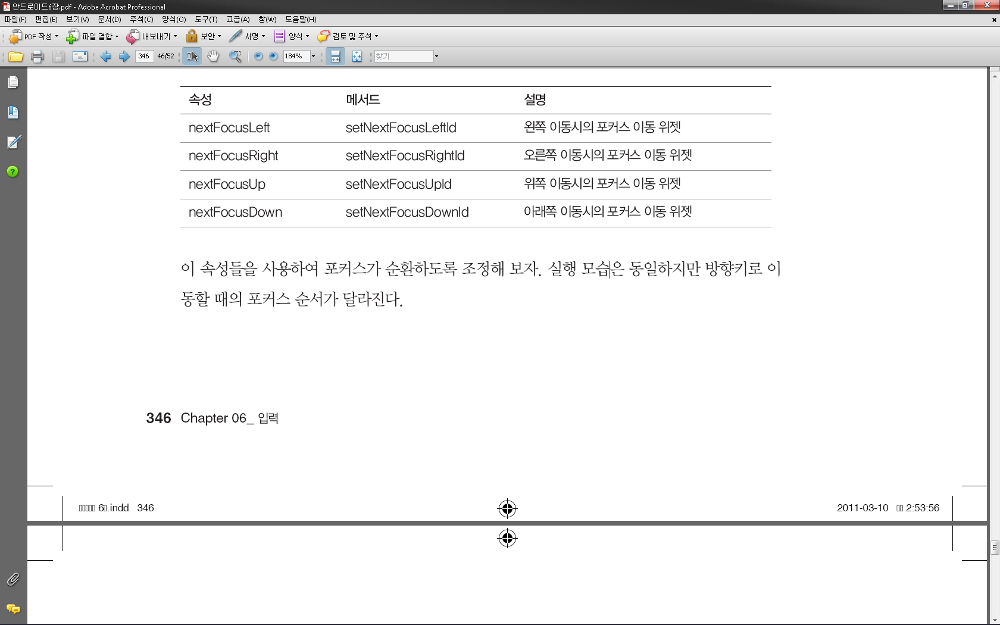 안드로이드6장.pdf - Adobe Acrobat Professional
파일(F) 편집(E) 보기(V) 문서(D) 주석(C) 양식(O) 도구(T) 고급(A) 창(W) 도움말(H)
PDF 작성 파일 결합 내보내기 보안 서명 양식 검토 및 주석
346 46/52 184% 찾기
속성 메서드 설명
nextFocusLeft setNextFocusLeftId 왼쪽 이동시의 포커스 이동 위젯
nextFocusRight setNextFocusRightId 오른쪽 이동시의 포커스 이동 위젯
nextFocusUp setNextFocusUpId 위쪽 이동시의 포커스 이동 위젯
nextFocusDown setNextFocusDownId 아래쪽 이동시의 포커스 이동 위젯
이 속성들을 사용하여 포커스가 순환하도록 조정해 보자. 실행 모습은 동일하지만 방향키로 이
동할 때의 포커스 순서가 달라진다.
346 Chapter 06_ 입력
6.indd 346 2011-03-10 2:53:56